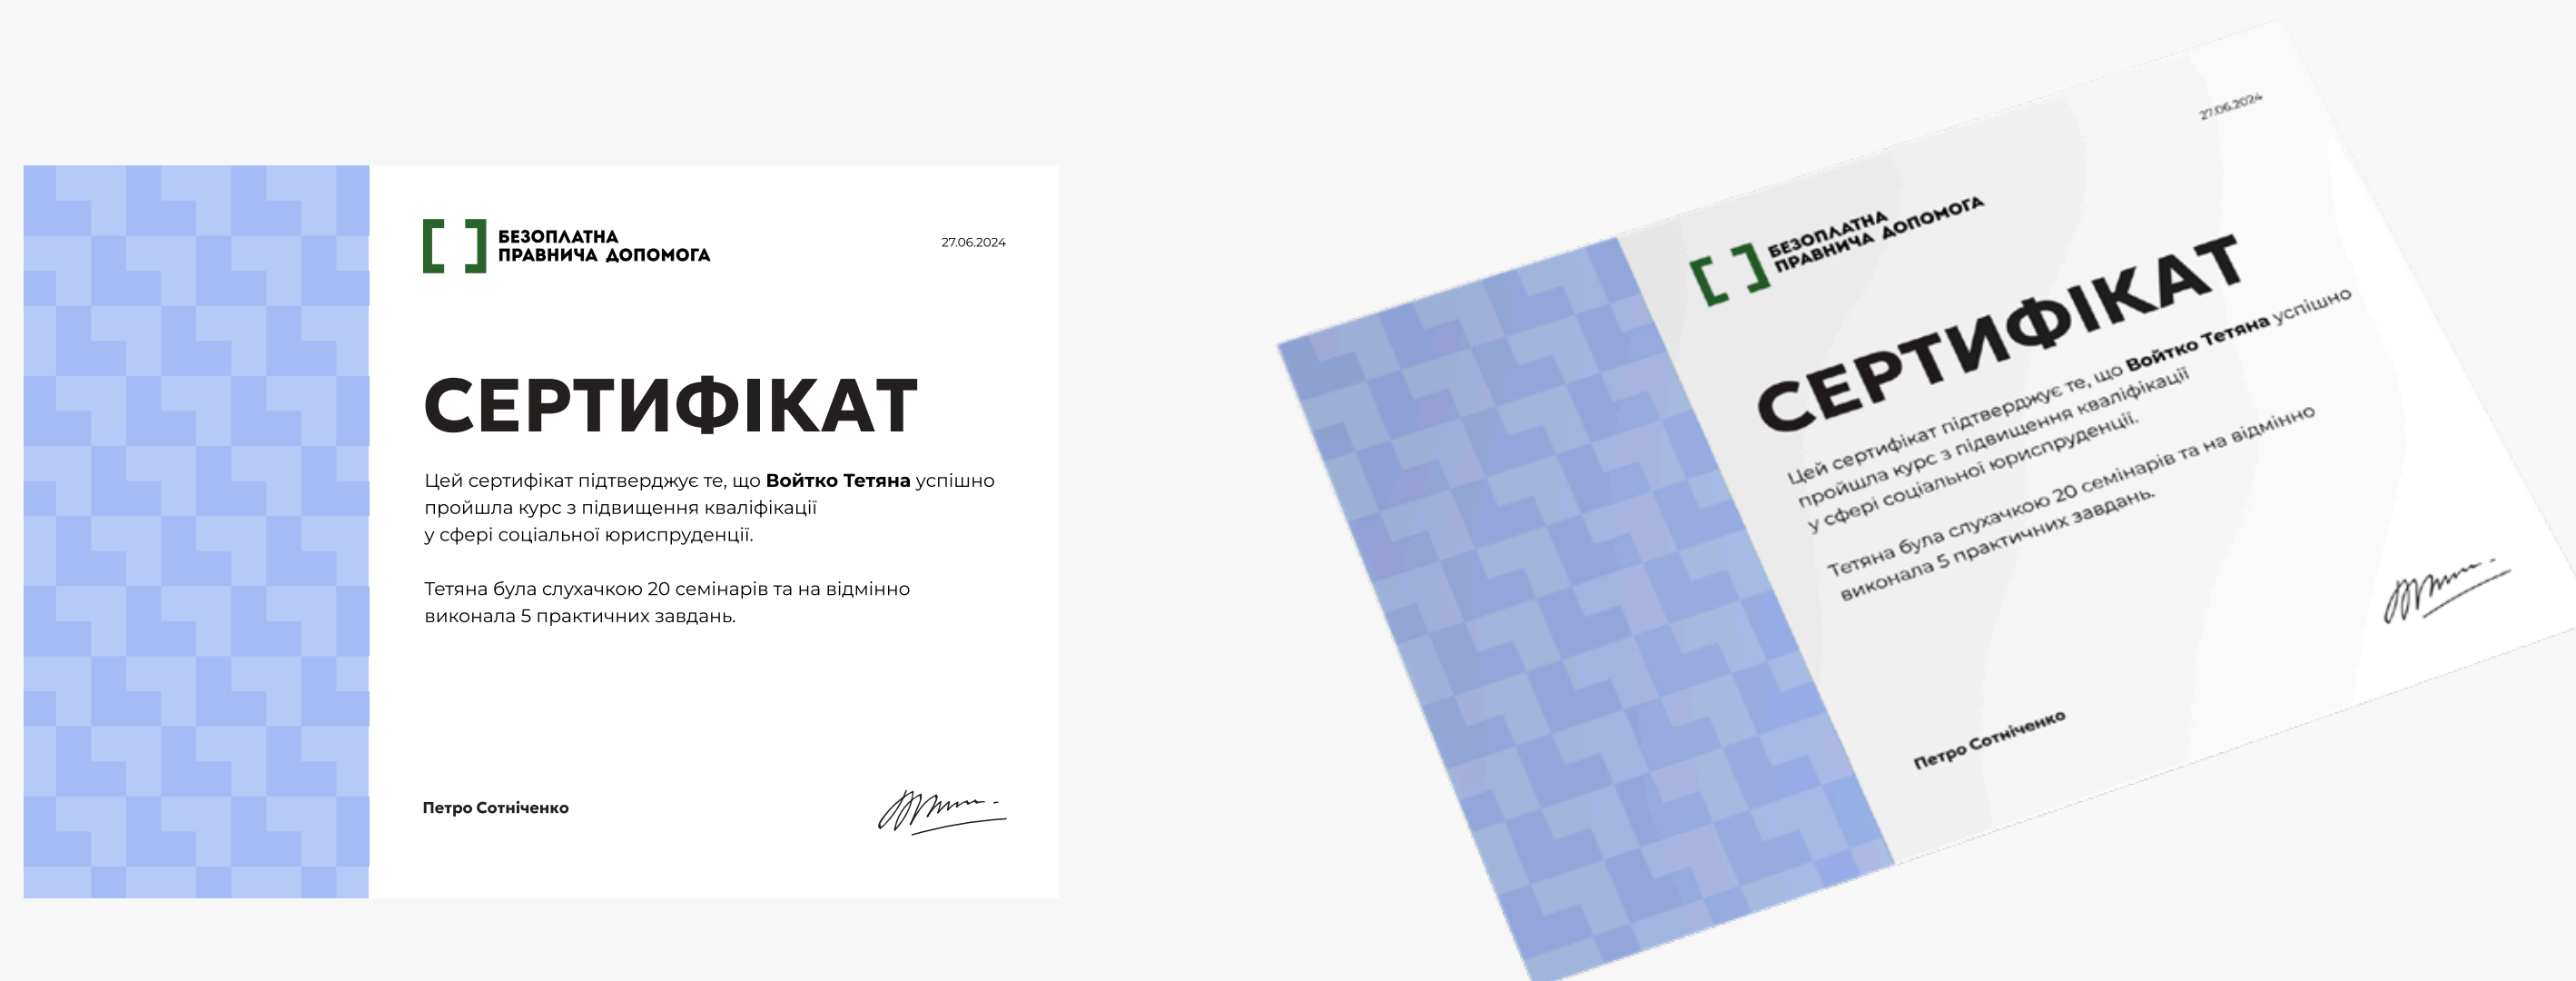 БЕЗОПЛАТНА
ПРАВНИЧА ДОПОМОГА
27.06.2024
СЕРТИФІКАТ
Цей сертифікат підтверджує те, що Войтко Тетяна успішно
пройшла курс з підвищення кваліфікації
у сфері соціальної юриспруденції.
Тетяна була слухачкою 20 семінарів та на відмінно
виконала 5 практичних завдань.
Петро Сотніченко
27.06.2024
БЕЗОПЛАТНА
ПРАВНИЧА ДОПОМОГА
СЕРТИФІКАТ
Цей сертифікат підтверджує те, що Войтко Тетяна успішно
пройшла курс з підвищення кваліфікації
у сфері соціальної юриспруденції.
Тетяна була слухачкою 20 семінарів та на відмінно
виконала 5 практичних завдань.
Петро Сотніченко